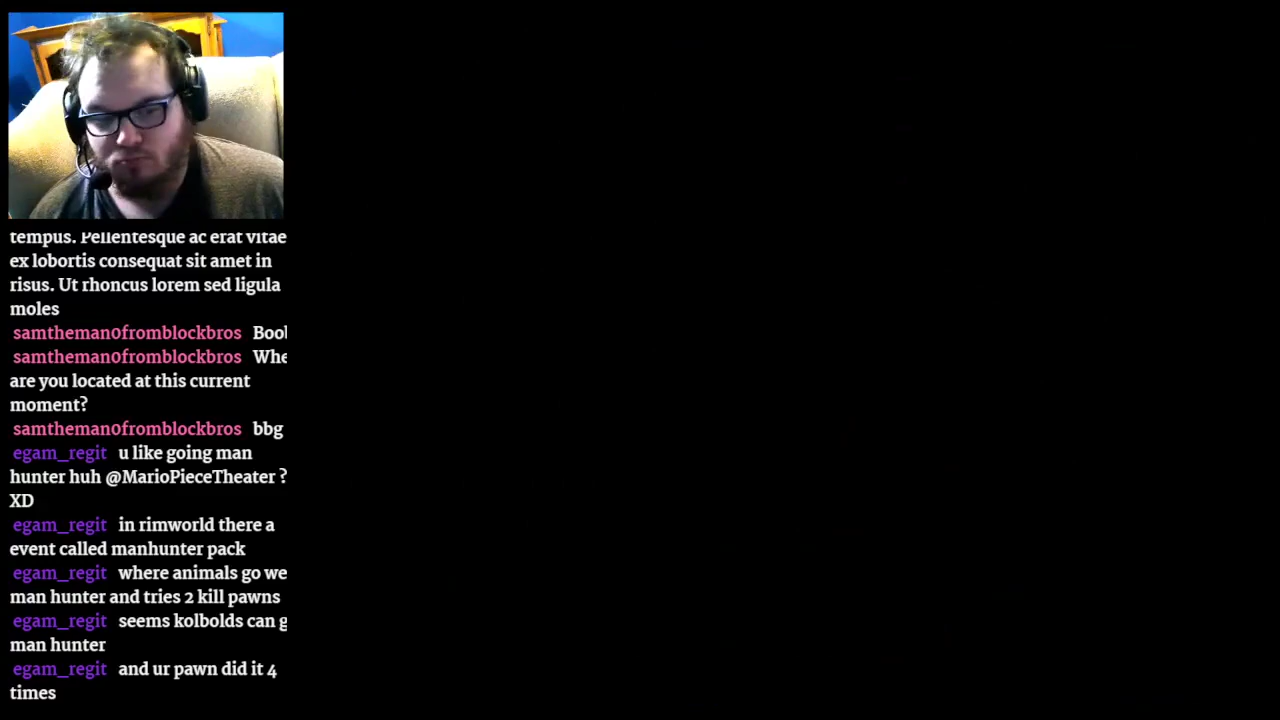 tempus. Pellentesque ac erat vitae
ex lobortis consequat sit amet in
risus. Ut rhoncus lorem sed ligula
moles
samtheman0fromblockbros
samtheman0fromblockbros Whe
are you located at this current
moment?
samtheman0fromblockbros bbg
egam_regit u like going man
hunter huh @MarioPieceTheater ?
XD
egam_regit in rimworld there a
event called manhunter pack
egam_regit where animals go we
man hunter and tries 2 kill pawns
egam_regit seems kolbolds can g
man hunter
egam_regit and ur pawn did it 4
times